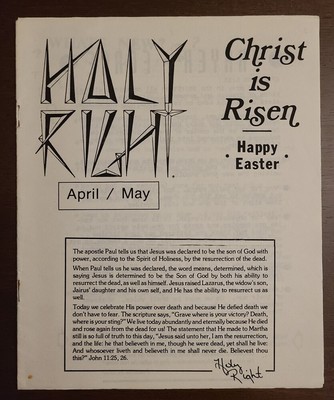 HOLY
RIGHT
Christ
is
Risen
• Happy
Easter •
April / May
The apostle Paul tells us that Jesus was declared to be the son of God with
power, according to the Spirit of Holiness, by the resurrection of the dead.
When Paul tells us he was declared, the word means, determined, which is
saying Jesus is determined to be the Son of God by both his ability to
resurrect the dead, as well as himself. Jesus raised Lazarus, the widow's son,
Jairus' daughter and his own self, and He has the ability to resurrect us as
well.
Today we celebrate His power over death and because He defied death we
don't have to fear. The scripture says, "Grave where is your victory? Death,
where is your sting?" We live today abundantly and eternally because He died
and rose again from the dead for us! The statement that He made to Martha
still is so full of truth to this day, "Jesus said unto her, I am the resurrection,
and the life: he that believeth in me, though he were dead, yet shall he live:
And whosoever liveth and believeth in me shall never die. Believest thou
this?" John 11:25, 26.
Holy
Right